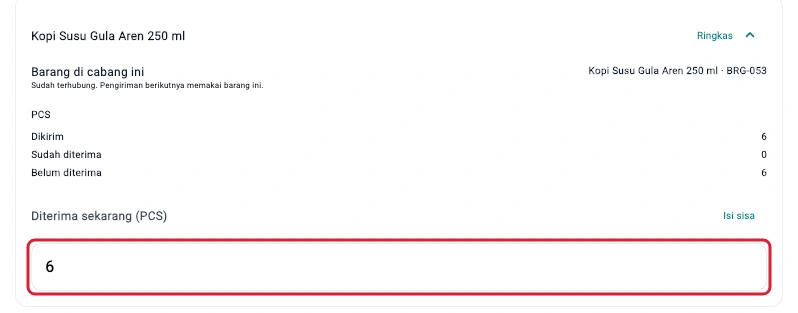 Kopi Susu Gula Aren 250 ml Ringkas
Barang di cabang ini Kopi Susu Gula Aren 250 ml · BRG-053
Sudah terhubung. Pengiriman berikutnya memakai barang ini.
PCS
Dikirim 6
Sudah diterima 0
Belum diterima 6
Diterima sekarang (PCS) Isi sisa
6